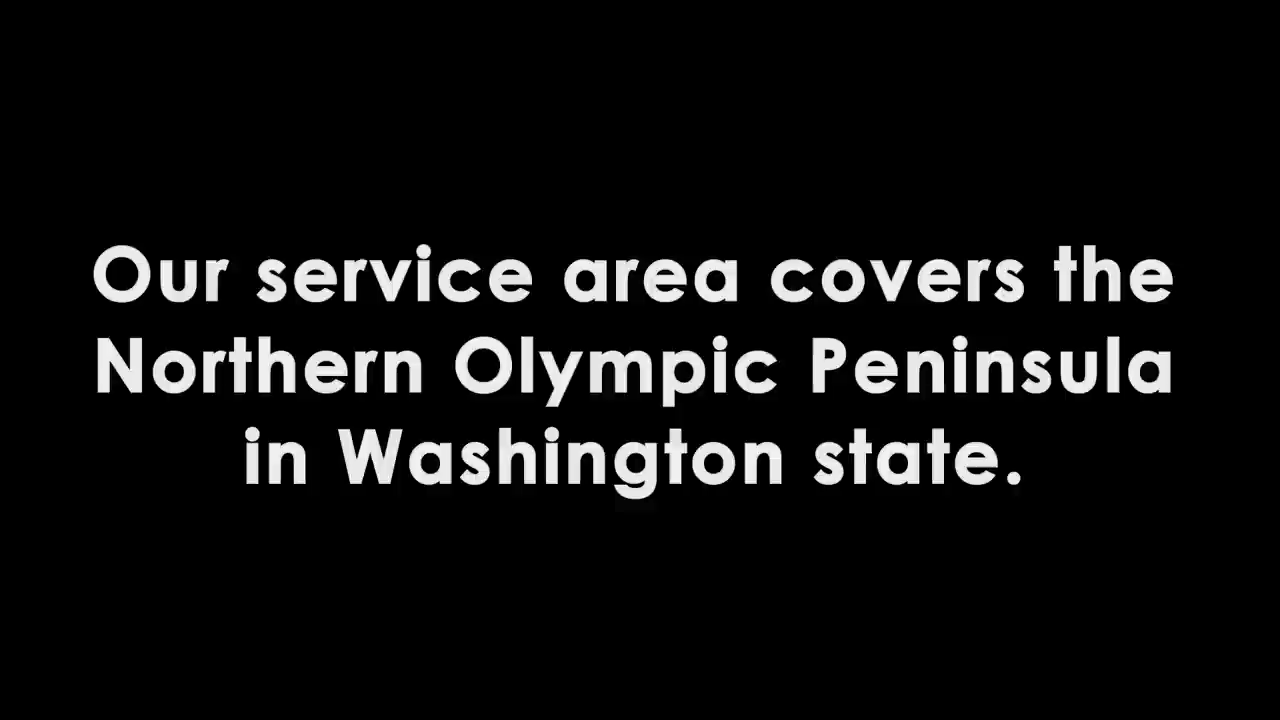 Our service area covers the
Northern Olympic Peninsula
in Washington state.